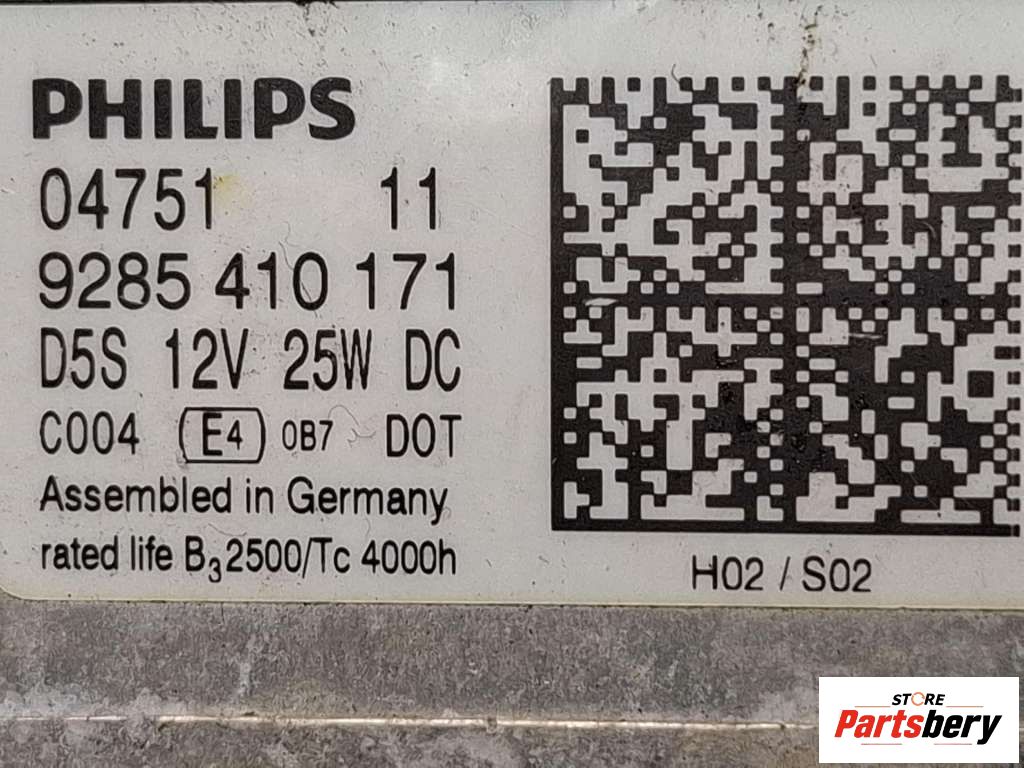 PHILIPS
04751 11
9285 410 171
D5S 12V 25W DC
C004 E4 0B7 DOT
Assembled in Germany
rated life B3 2500/Tc 4000h
H02 / S02
STORE
Partsbery